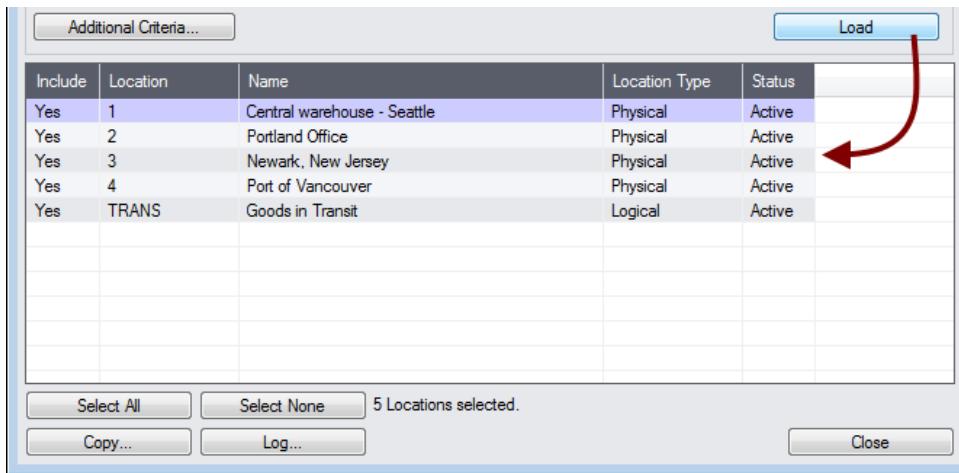 Additional Criteria... Load
Include Location Name Location Type Status
Yes 1 Central warehouse - Seattle Physical Active
Yes 2 Portland Office Physical Active
Yes 3 Newark, New Jersey Physical Active
Yes 4 Port of Vancouver Physical Active
Yes TRANS Goods in Transit Logical Active
Select All Select None 5 Locations selected.
Copy... Log... Close